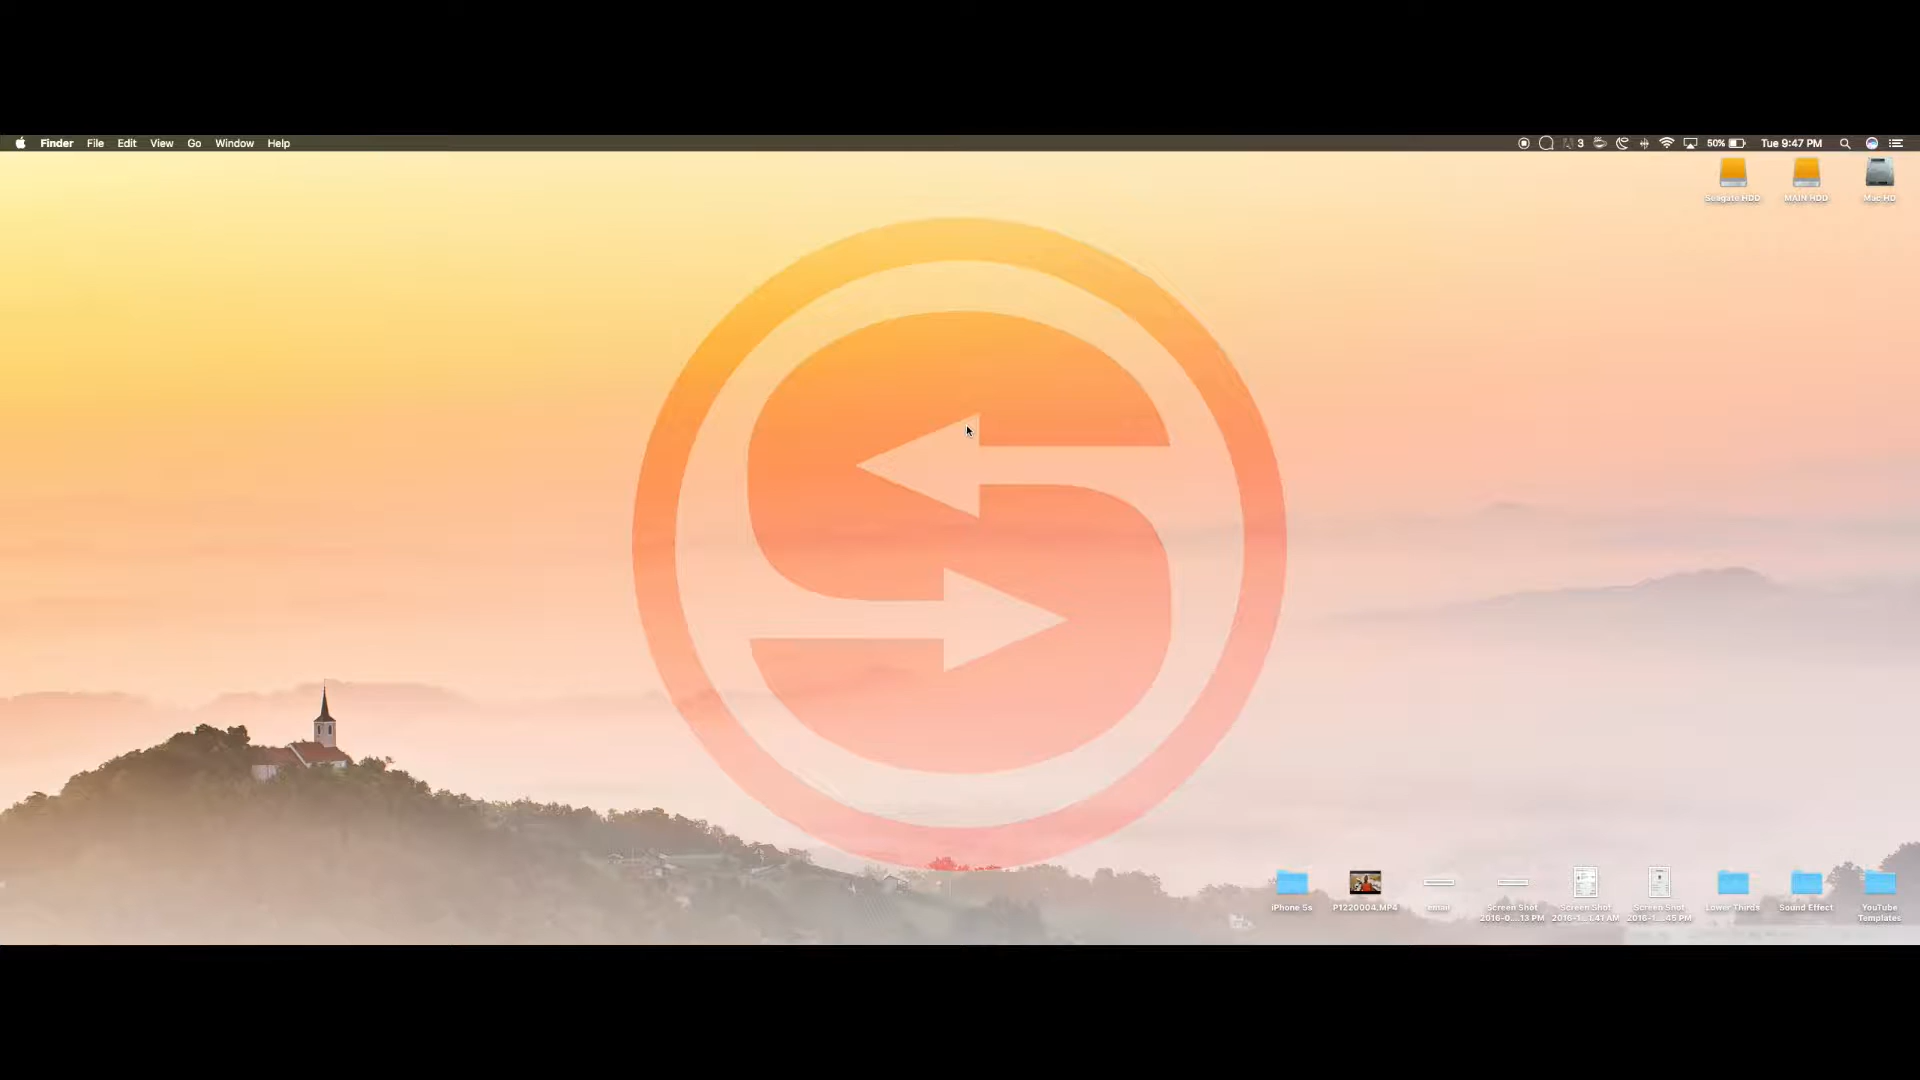 Finder File Edit View Go Window Help
3 50% Tue 9:47 PM
Seagate HDD MAIN HDD Mac HD
iPhone 5s P1220004.MP4 email Screen Shot Screen Shot Screen Shot Lower Thirds Sound Effect YouTube
2016-0....13 PM 2016-1...1.41 AM 2016-1....45 PM Templates